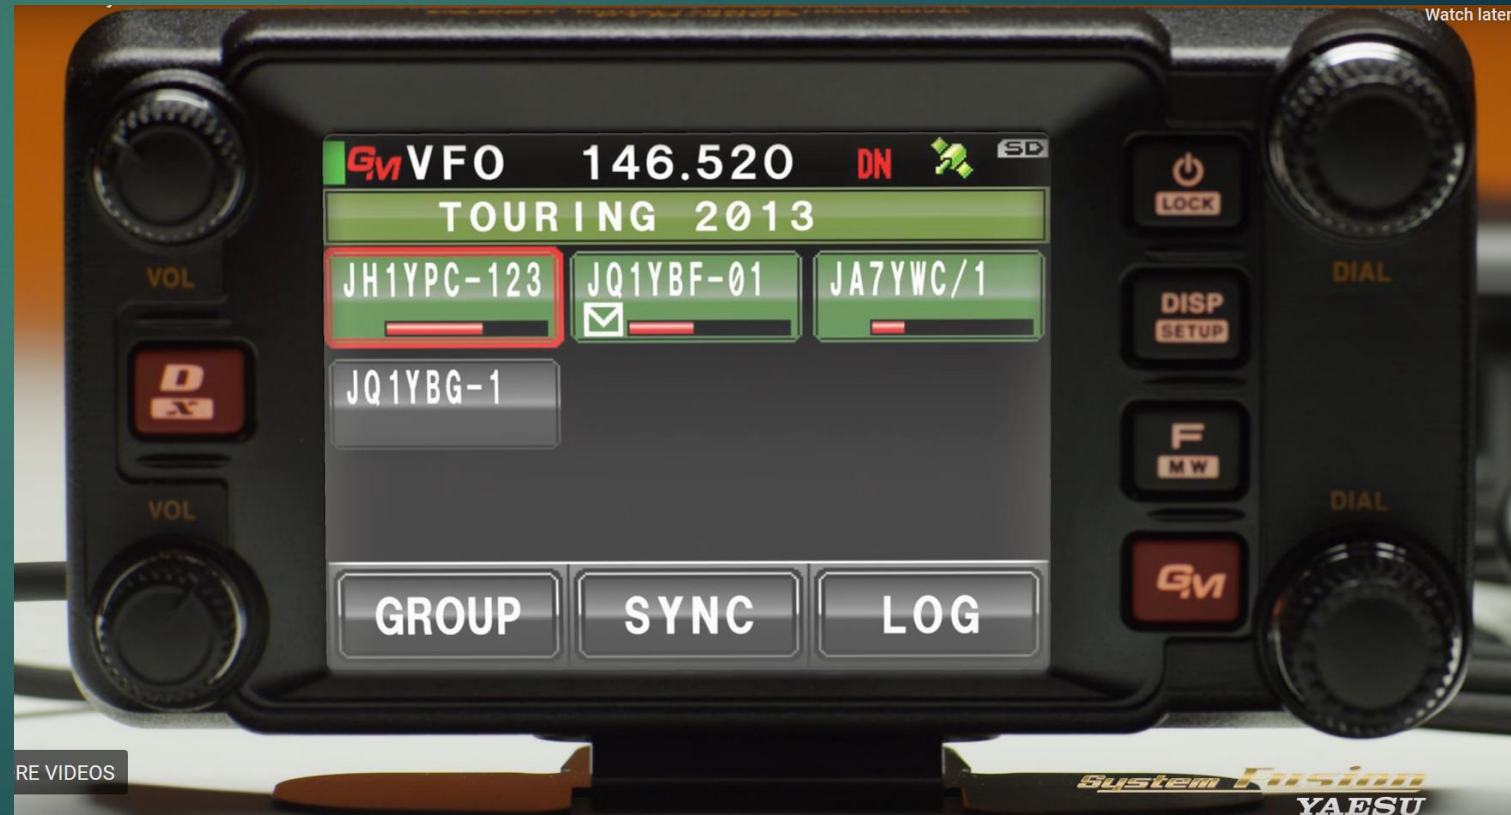 Watch later
GM VFO 146.520 DN SD
TOURING 2013
JH1YPC-123 JQ1YBF-01 JA7YWC/1
JQ1YBG-1
GROUP SYNC LOG
VOL
D
X
VOL
LOCK
DIAL
DISP
SETUP
F
MW
DIAL
GM
RE VIDEOS
System Fusion
YAESU